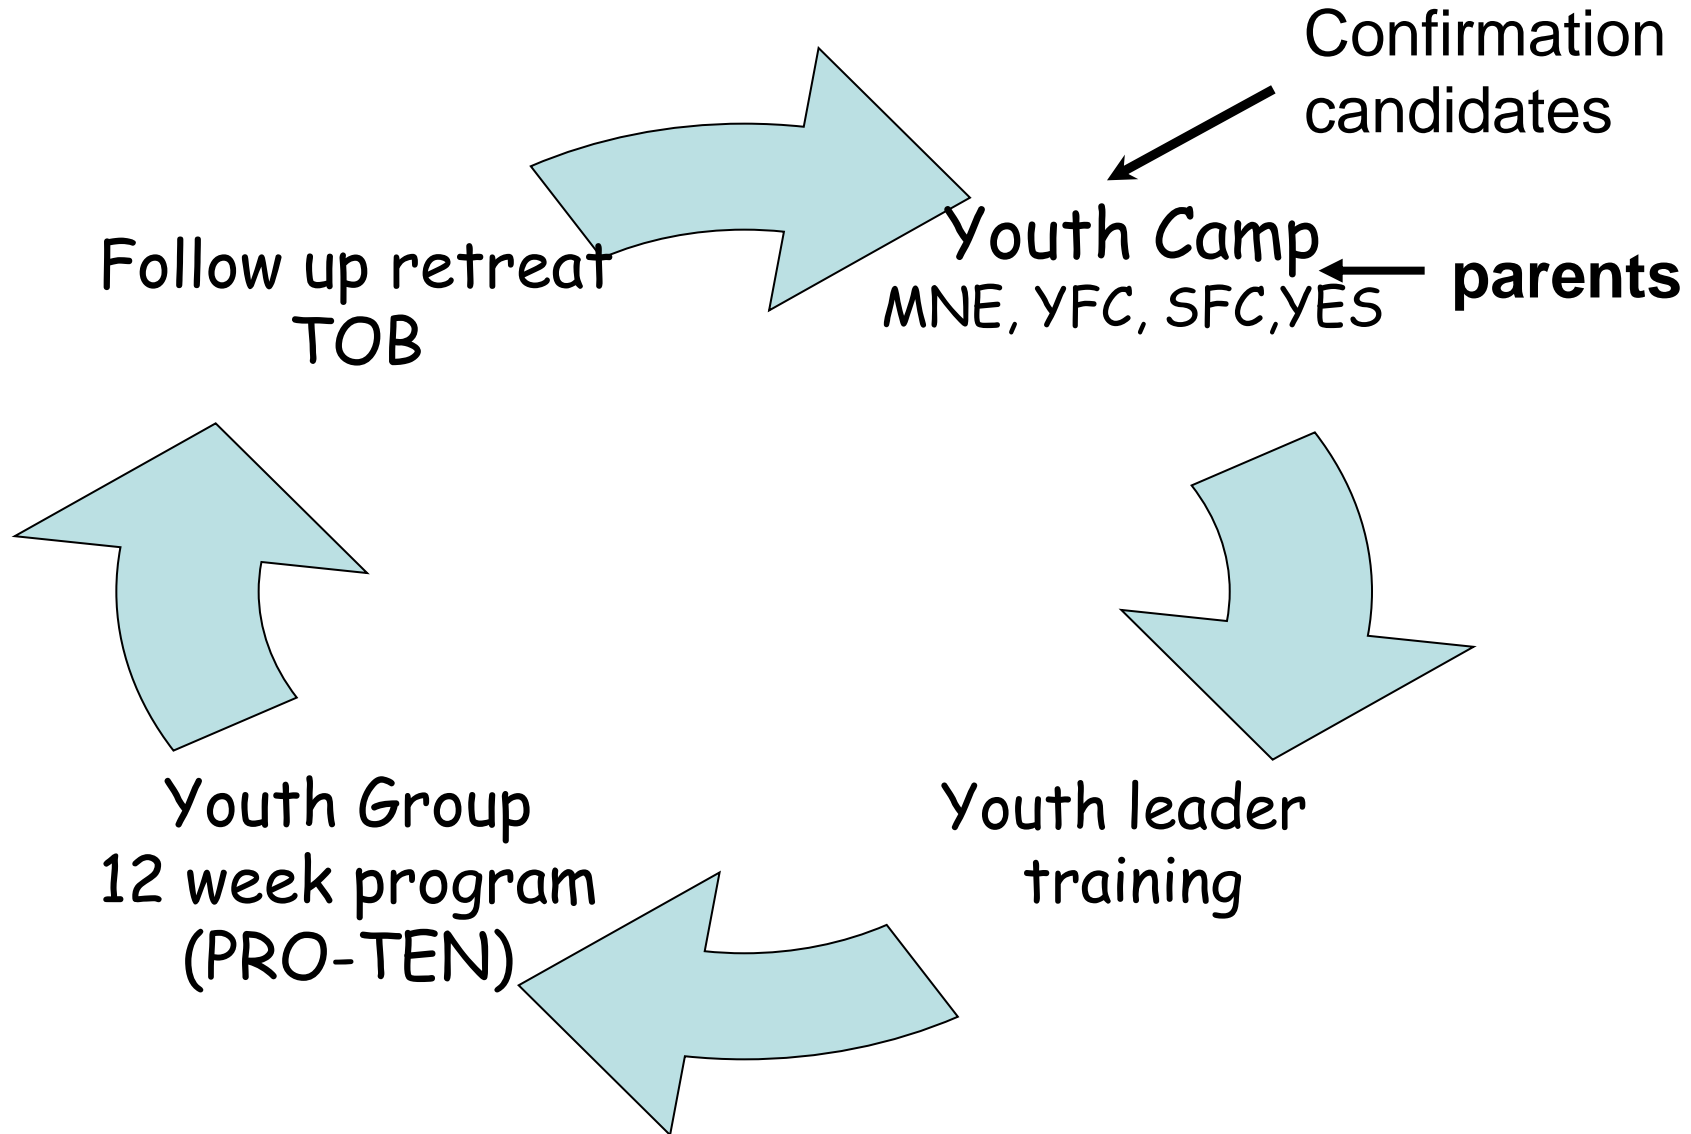 Confirmation
candidates
Youth Camp
MNE, YFC, SFC,YES
parents
Follow up retreat
TOB
Youth Group
12 week program
(PRO-TEN)
Youth leader
training